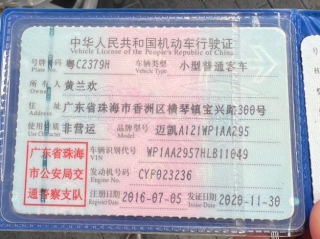 中华人民共和国机动车行驶证
Vehicle License of the People's Republic of China
号牌号码 粤C2379H 车辆类型 小型普通客车
Plate No. Vehicle Type
所有人 黄兰欢
Owner
住址 广东省珠海市香洲区横琴镇宝兴路300号
Address
使用性质 非营运 品牌型号 迈凯A121WP1AA295
Use Character Model
广东省珠海
市公安局交
通警察支队
车辆识别代号 WP1AA2957HLB11049
VIN
发动机号码 CYF023236
Engine No.
注册日期 2016-07-05 发证日期 2020-11-30
Register Date Issue Date